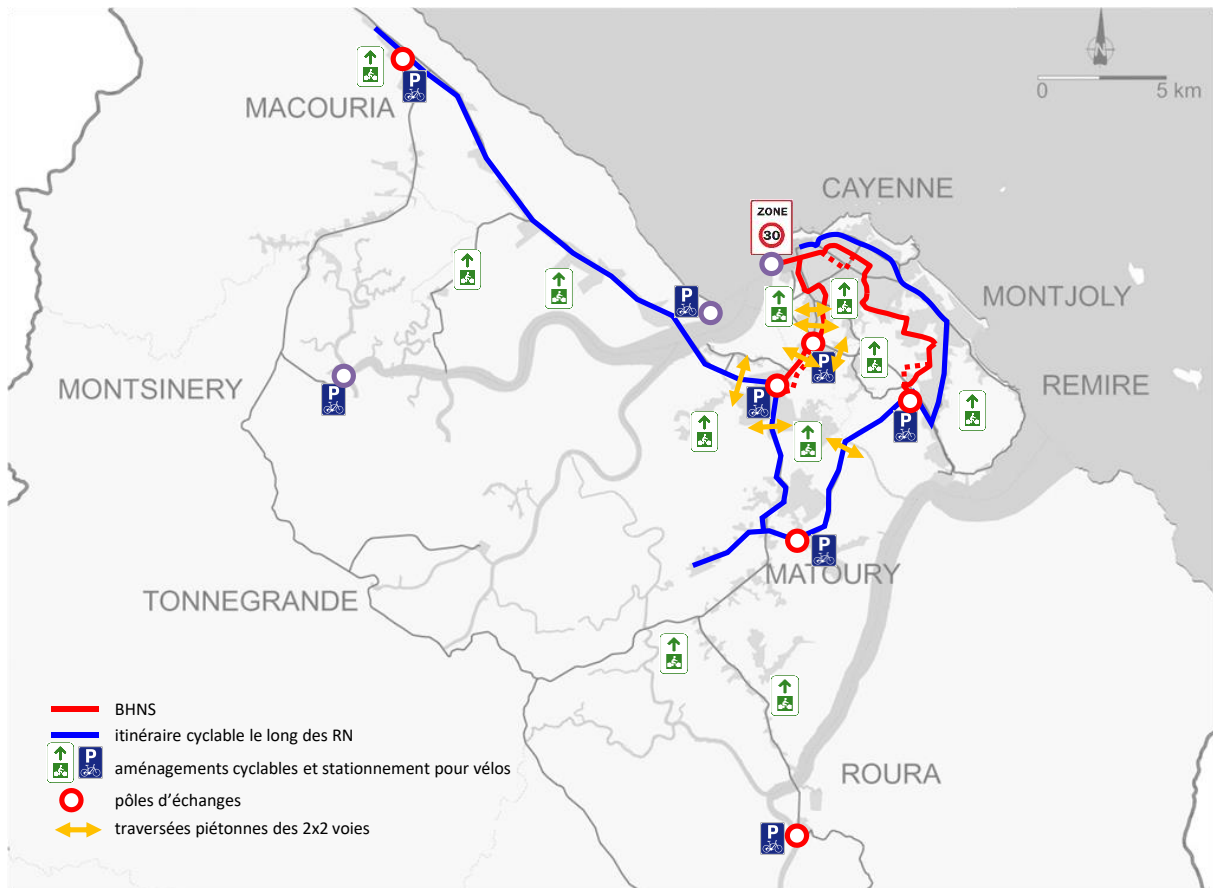 N
0 5 km
MACOURIA
P
CAYENNE
ZONE
30
MONTJOLY
P
MONTSINERY
P
REMIRE
P
P
P
P
MATOURY
TONNEGRANDE
BHNS
itinéraire cyclable le long des RN
P
aménagements cyclables et stationnement pour vélos
ROURA
pôles d’échanges
traversées piétonnes des 2x2 voies
P